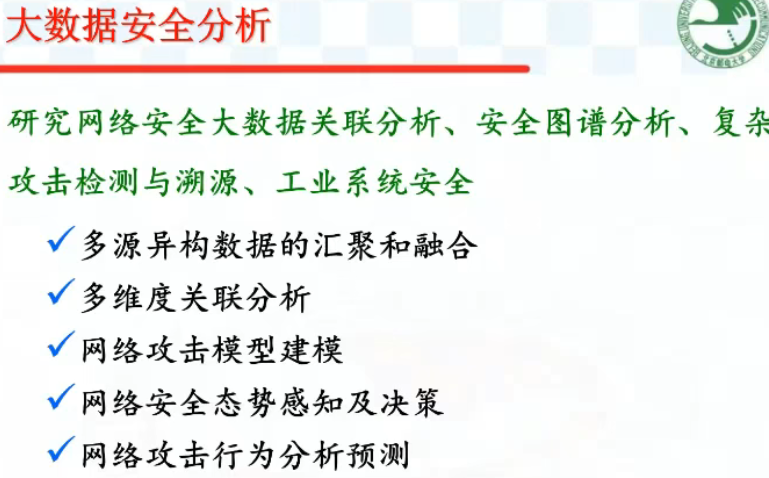 大数据安全分析
研究网络安全大数据关联分析、安全图谱分析、复杂
攻击检测与溯源、工业系统安全
✓多源异构数据的汇聚和融合
✓多维度关联分析
✓网络攻击模型建模
✓网络安全态势感知及决策
✓网络攻击行为分析预测